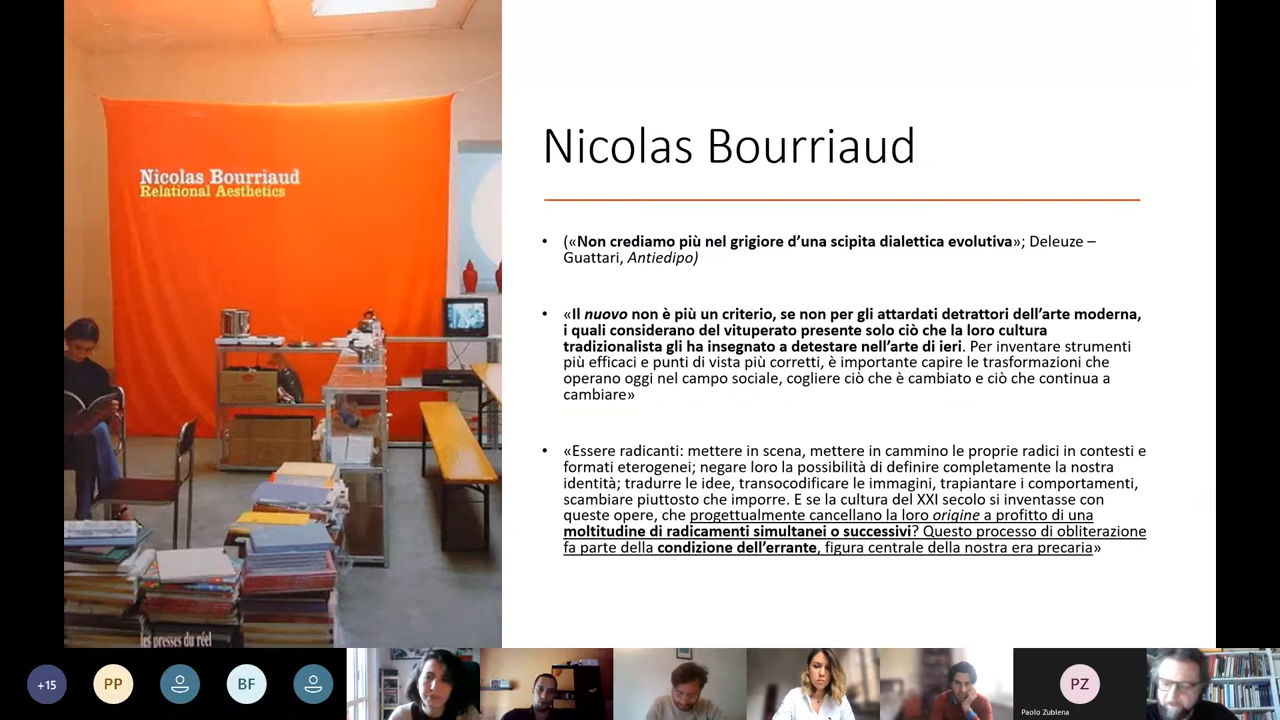 Nicolas Bourriaud
Relational Aesthetics
les presses du réel
Nicolas Bourriaud
• («Non crediamo più nel grigiore d’una scipita dialettica evolutiva»; Deleuze –
Guattari, Antiedipo)
• «Il nuovo non è più un criterio, se non per gli attardati detrattori dell’arte moderna,
i quali considerano del vituperato presente solo ciò che la loro cultura
tradizionalista gli ha insegnato a detestare nell’arte di ieri. Per inventare strumenti
più efficaci e punti di vista più corretti, è importante capire le trasformazioni che
operano oggi nel campo sociale, cogliere ciò che è cambiato e ciò che continua a
cambiare»
• «Essere radicanti: mettere in scena, mettere in cammino le proprie radici in contesti e
formati eterogenei; negare loro la possibilità di definire completamente la nostra
identità; tradurre le idee, transocodificare le immagini, trapiantare i comportamenti,
scambiare piuttosto che imporre. E se la cultura del XXI secolo si inventasse con
queste opere, che progettualmente cancellano la loro origine a profitto di una
moltitudine di radicamenti simultanei o successivi? Questo processo di obliterazione
fa parte della condizione dell’errante, figura centrale della nostra era precaria»
+15
PP
BF
PZ
Paolo Zublena